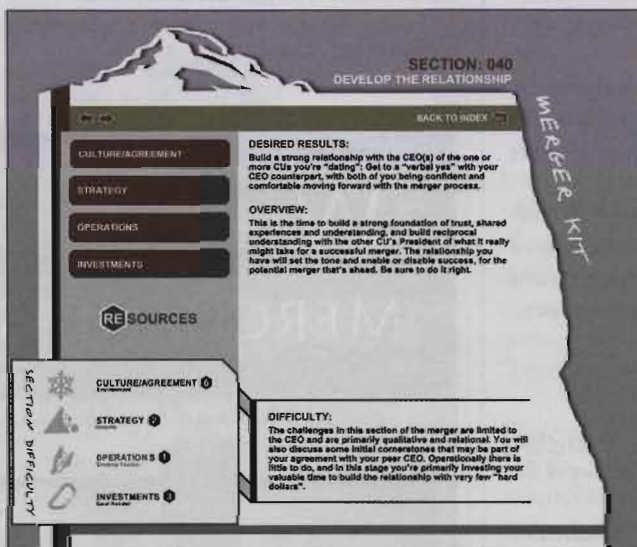 SECTION: 040
DEVELOP THE RELATIONSHIP
MERGER KIT
BACK TO INDEX
CULTURE/AGREEMENT
STRATEGY
OPERATIONS
INVESTMENTS
RESOURCES
DESIRED RESULTS:
Build a strong relationship with the CEO(s) of the one or
more CUs you're "dating": Get to a "verbal yes" with your
CEO counterpart, with both of you being confident and
comfortable moving forward with the merger process.
OVERVIEW:
This is the time to build a strong foundation of trust, shared
experiences and understanding, and build reciprocal
understanding with the other CU's President of what it really
might take for a successful merger. The relationship you
have will set the tone and enable or disable success, for the
potential merger that's ahead. Be sure to do it right.
SECTION DIFFICULTY
CULTURE/AGREEMENT 6
STRATEGY 2
OPERATIONS 1
INVESTMENTS 3
DIFFICULTY:
The challenges in this section of the merger are limited to
the CEO and are primarily qualitative and relational. You will
also discuss some initial cornerstones that may be part of
your agreement with your peer CEO. Operationally there is
little to do, and in this stage you're primarily investing your
valuable time to build the relationship with very few "hard
dollars".